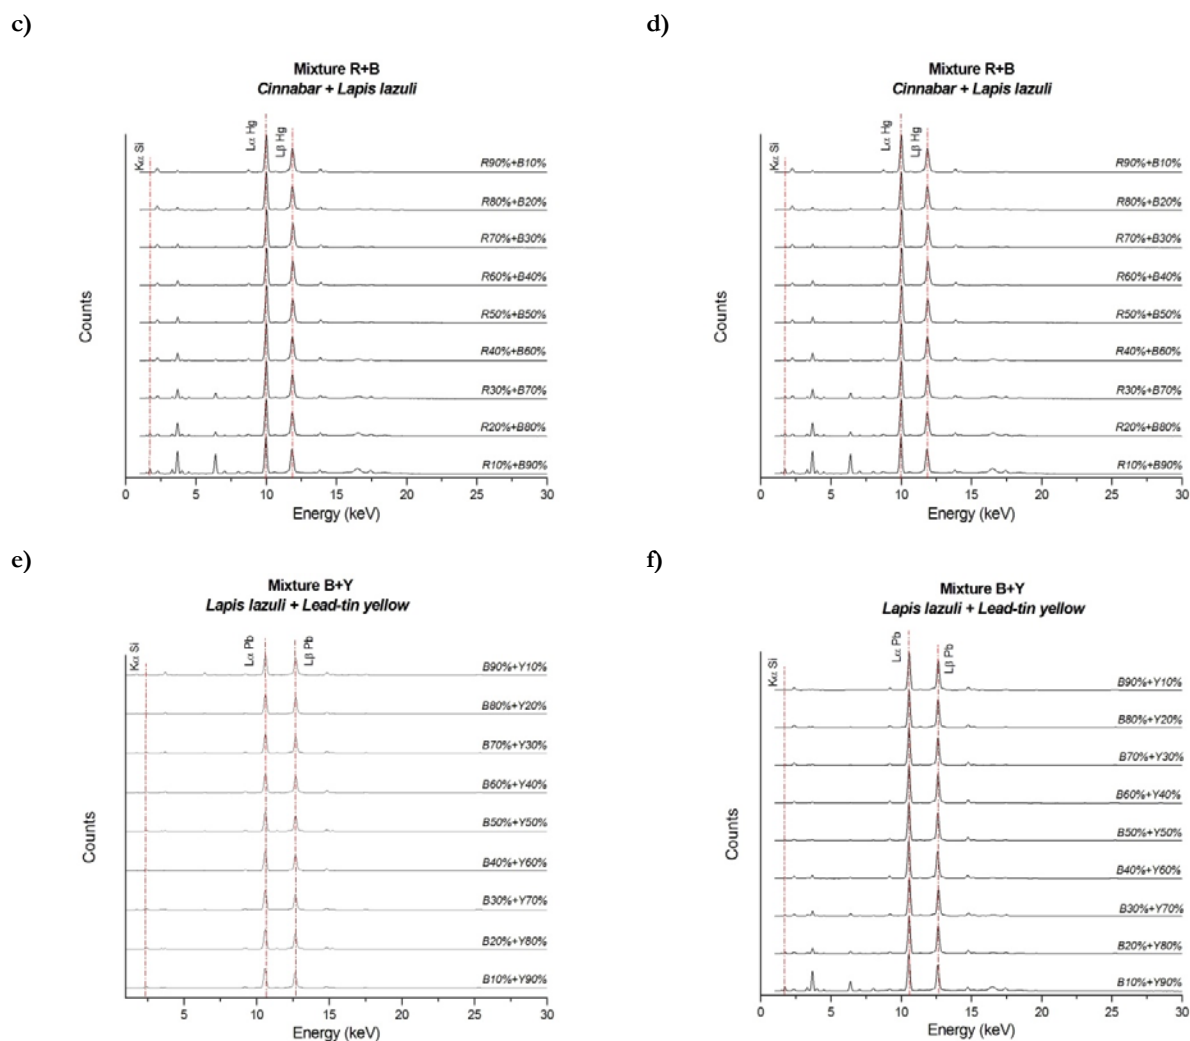 c)
Mixture R+B
Cinnabar + Lapis lazuli
Kα Si
Lα Hg
Lβ Hg
R90%+B10%
R80%+B20%
R70%+B30%
R60%+B40%
R50%+B50%
R40%+B60%
R30%+B70%
R20%+B80%
R10%+B90%
Counts
0 5 10 15 20 25 30
Energy (keV)
d)
Mixture R+B
Cinnabar + Lapis lazuli
Kα Si
Lα Hg
Lβ Hg
R90%+B10%
R80%+B20%
R70%+B30%
R60%+B40%
R50%+B50%
R40%+B60%
R30%+B70%
R20%+B80%
R10%+B90%
Counts
0 5 10 15 20 25 30
Energy (keV)
e)
Mixture B+Y
Lapis lazuli + Lead-tin yellow
Kα Si
Lα Pb
Lβ Pb
B90%+Y10%
B80%+Y20%
B70%+Y30%
B60%+Y40%
B50%+Y50%
B40%+Y60%
B30%+Y70%
B20%+Y80%
B10%+Y90%
Counts
5 10 15 20 25 30
Energy (keV)
f)
Mixture B+Y
Lapis lazuli + Lead-tin yellow
Kα Si
Lα Pb
Lβ Pb
B90%+Y10%
B80%+Y20%
B70%+Y30%
B60%+Y40%
B50%+Y50%
B40%+Y60%
B30%+Y70%
B20%+Y80%
B10%+Y90%
Counts
0 5 10 15 20 25 30
Energy (keV)